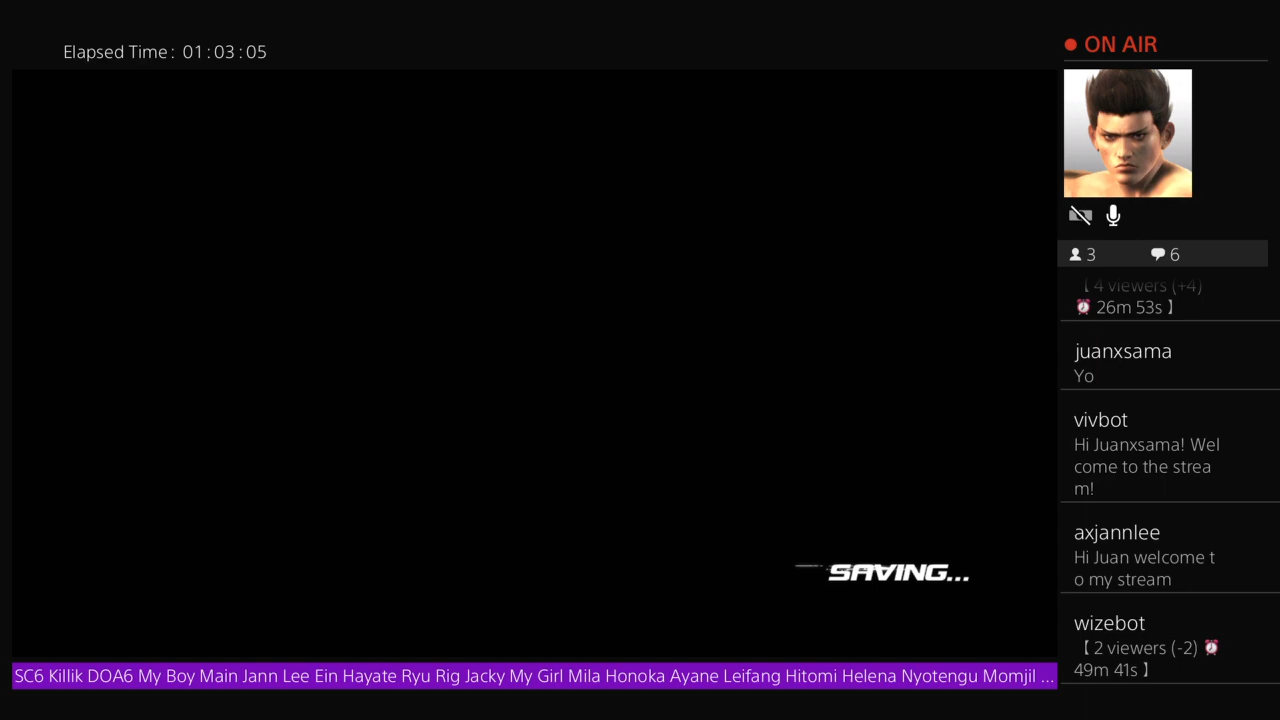 Elapsed Time: 01:03:05
ON AIR
3 6
【 4 viewers (+4)
⏰ 26m 53s 】
juanxsama
Yo
vivbot
Hi Juanxsama! Wel
come to the strea
m!
axjannlee
Hi Juan welcome t
o my stream
wizebot
【 2 viewers (-2) ⏰
49m 41s 】
SAVING...
SC6 Killik DOA6 My Boy Main Jann Lee Ein Hayate Ryu Rig Jacky My Girl Mila Honoka Ayane Leifang Hitomi Helena Nyotengu Momjil ...